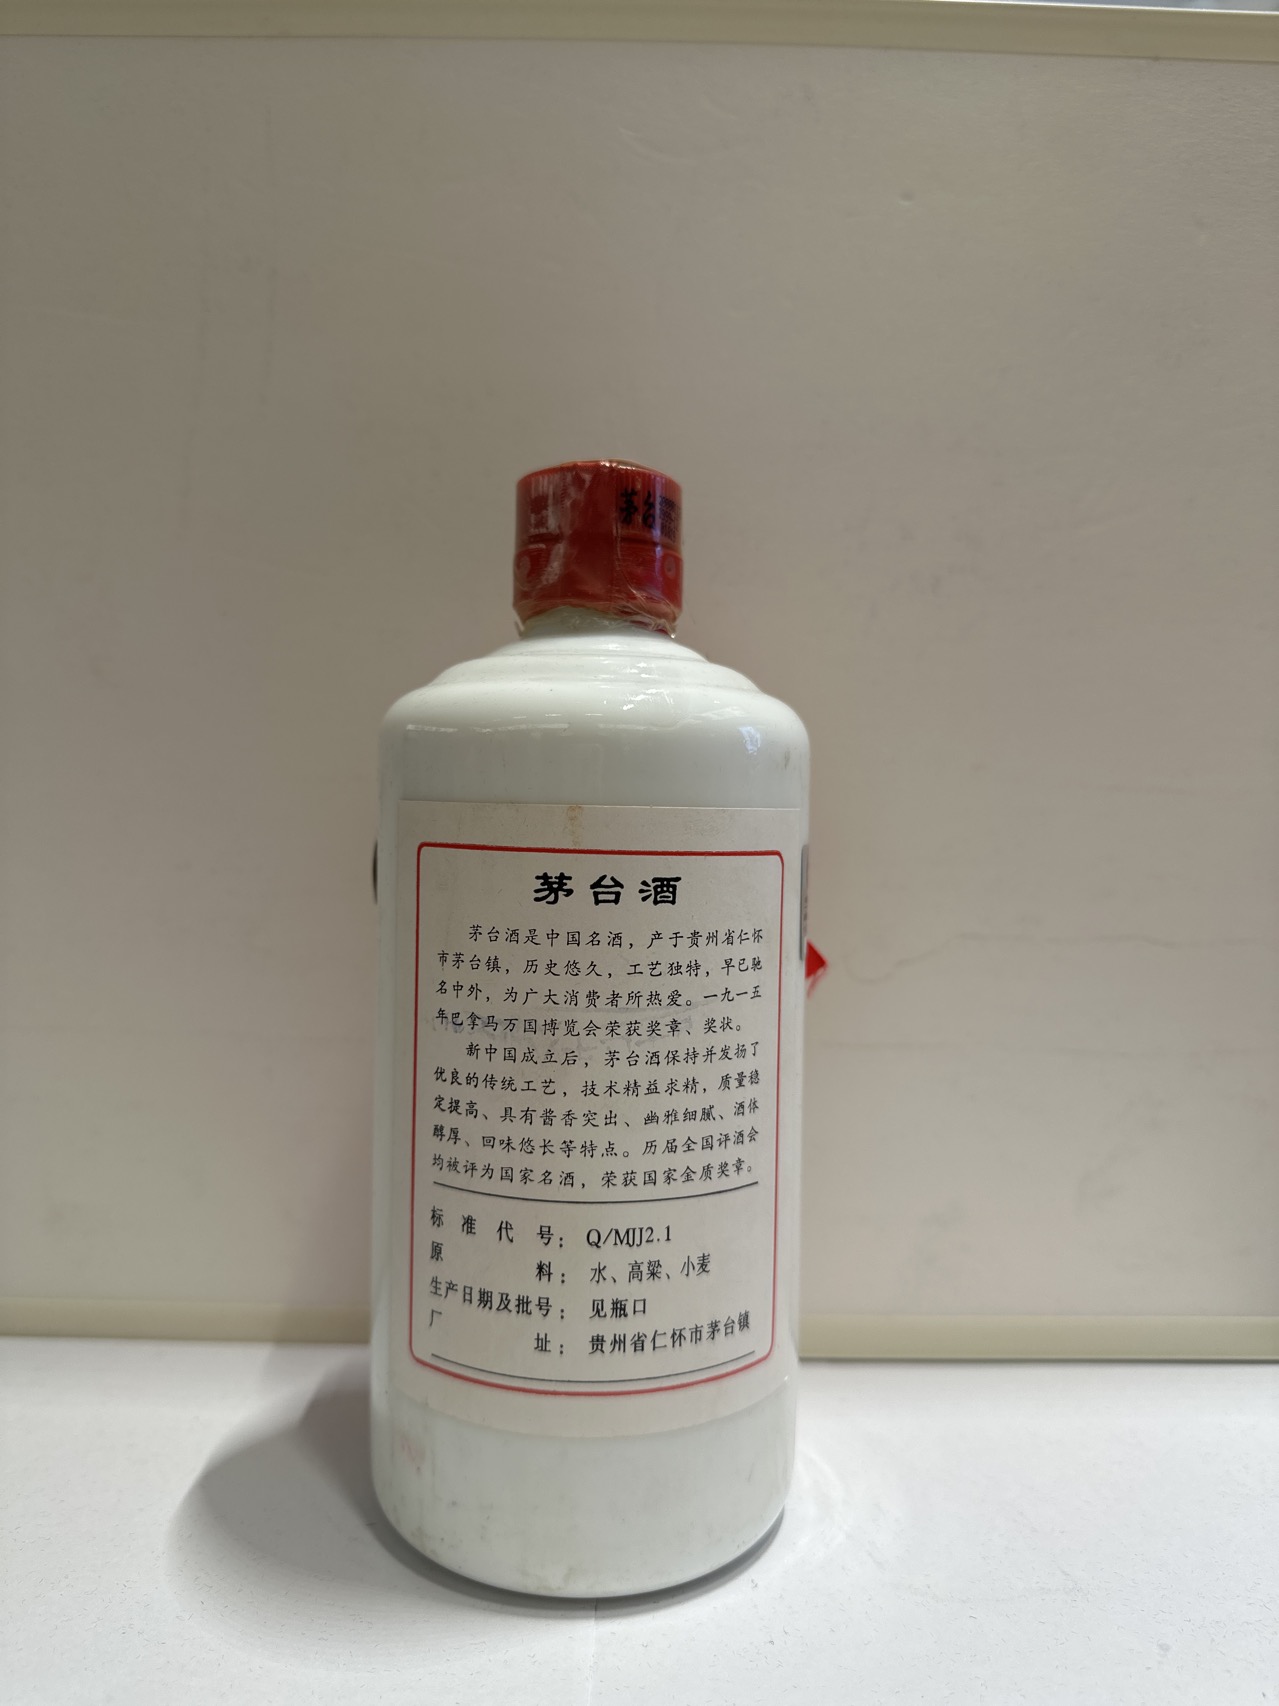 茅台
茅台酒
茅台酒是中国名酒，产于贵州省仁怀
市茅台镇，历史悠久，工艺独特，早已驰
名中外，为广大消费者所热爱。一九一五
年巴拿马万国博览会荣获奖章、奖状。
新中国成立后，茅台酒保持并发扬了
优良的传统工艺，技术精益求精，质量稳
定提高、具有酱香突出、幽雅细腻、酒体
醇厚、回味悠长等特点。历届全国评酒会
均被评为国家名酒，荣获国家金质奖章。
标准代号：Q/MJJ2.1
原料：水、高粱、小麦
生产日期及批号：见瓶口
厂址：贵州省仁怀市茅台镇